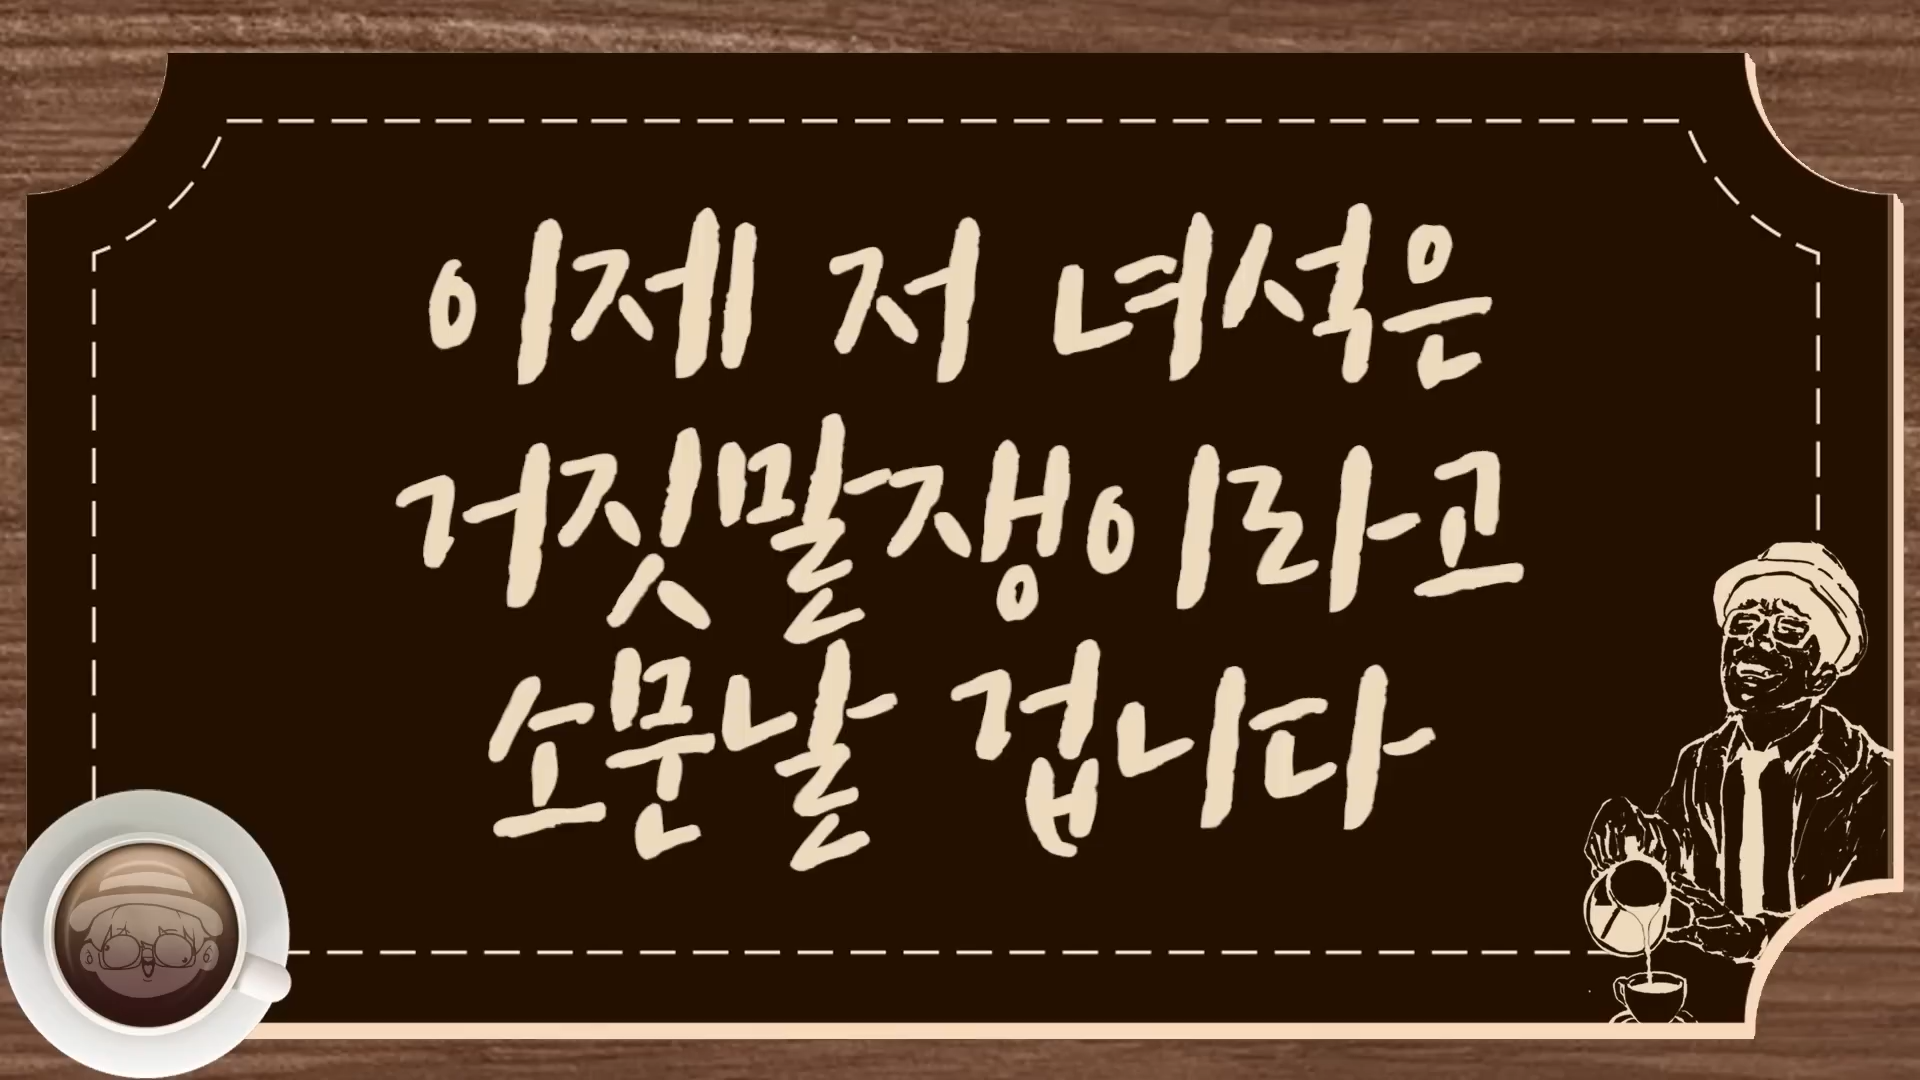 이제 저 녀석은
거짓말쟁이라고
소문날 겁니다